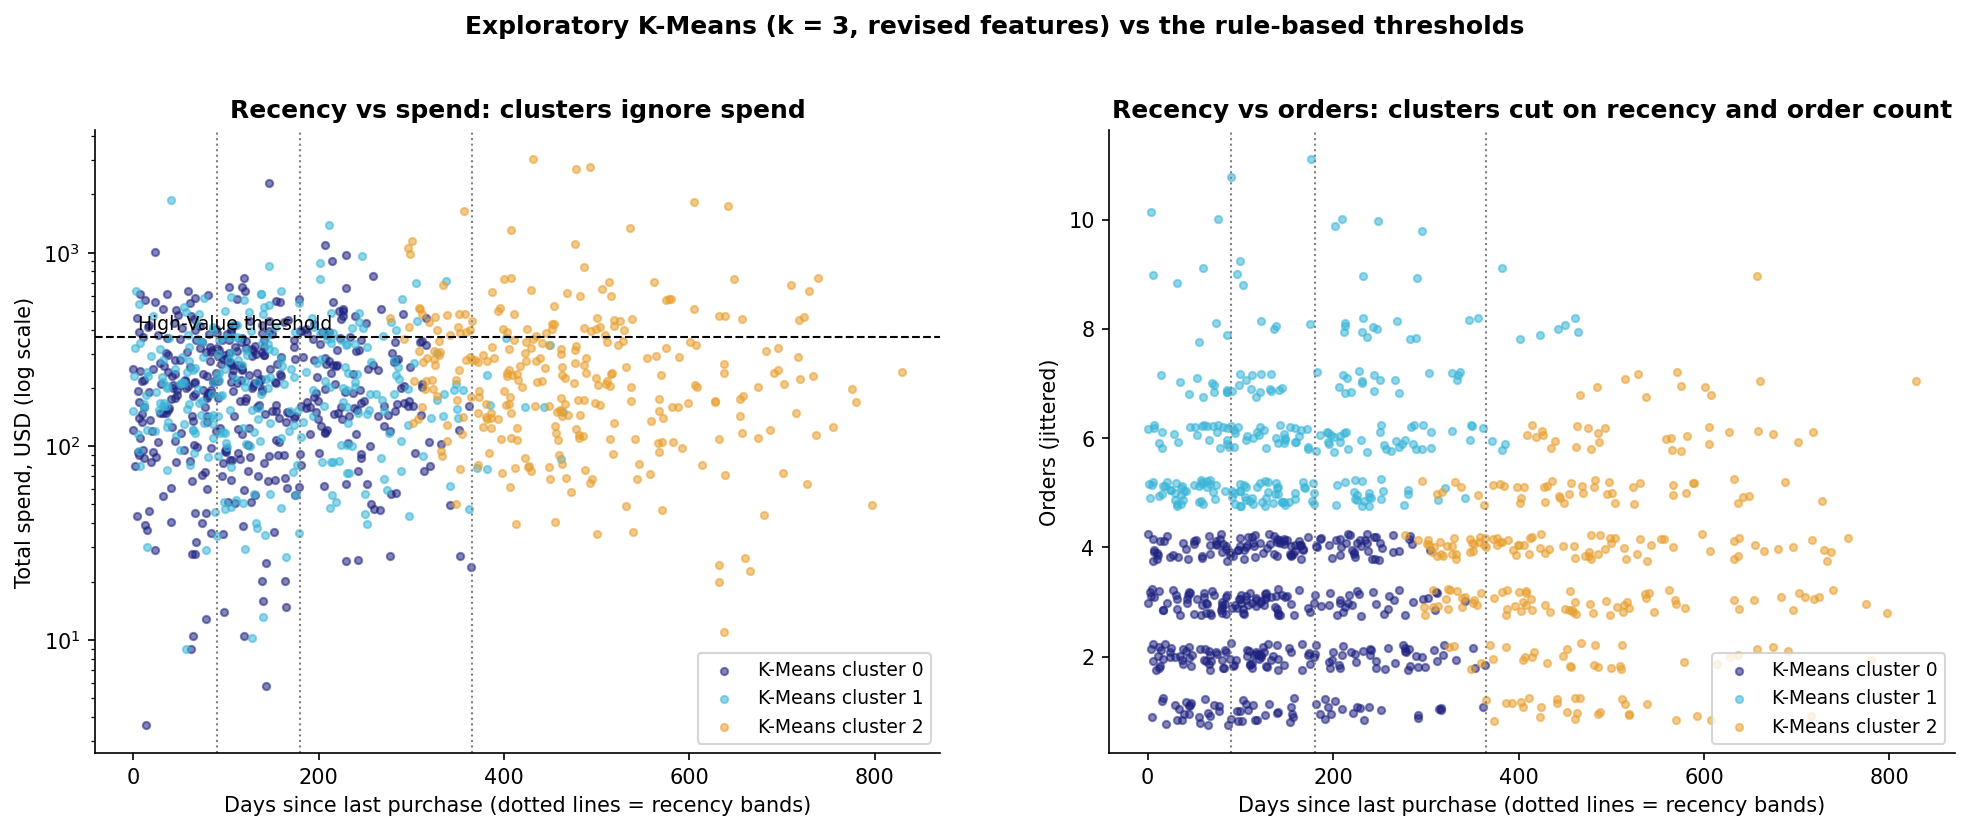 Exploratory K-Means (k = 3, revised features) vs the rule-based thresholds
Recency vs spend: clusters ignore spend
Total spend, USD (log scale)
10³
10²
10¹
High-Value threshold
K-Means cluster 0
K-Means cluster 1
K-Means cluster 2
0 200 400 600 800
Days since last purchase (dotted lines = recency bands)
Recency vs orders: clusters cut on recency and order count
Orders (jittered)
10
8
6
4
2
K-Means cluster 0
K-Means cluster 1
K-Means cluster 2
0 200 400 600 800
Days since last purchase (dotted lines = recency bands)